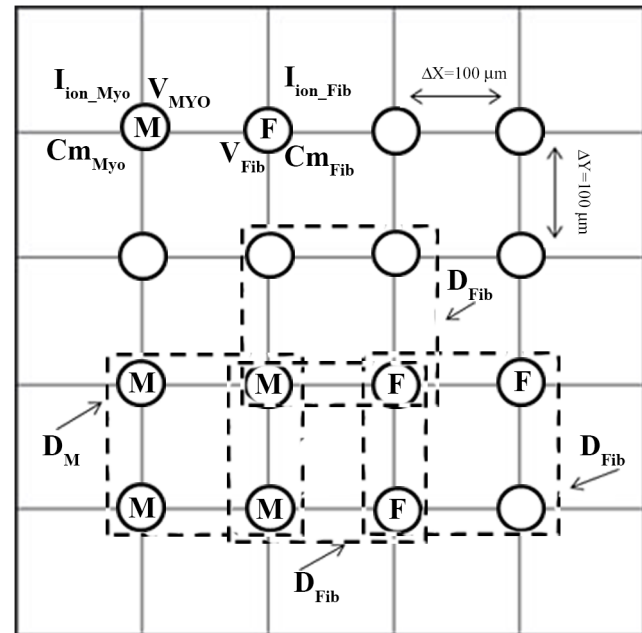 I_ion_Myo V_MYO I_ion_Fib ΔX=100 μm
M F
Cm_Myo V_Fib Cm_Fib
ΔY=100 μm
D_Fib
M M F F
D_M
D_Fib
M M F
D_Fib